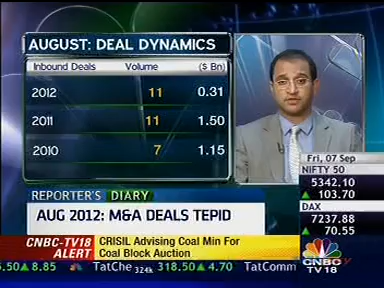 AUGUST: DEAL DYNAMICS
Inbound Deals Volume ($ Bn)
2012 11 0.31
2011 11 1.50
2010 7 1.15
Fri, 07 Sep
NIFTY 50
5342.10
103.70
DAX
7237.88
70.55
REPORTER'S DIARY
AUG 2012: M&A DEALS TEPID
CNBC-TV18
ALERT
CRISIL Advising Coal Min For
Coal Block Auction
CNBC
TV18
5.50 ▲ 8.85 TatChe 324k 318.50 ▲ 4.70 TatComm